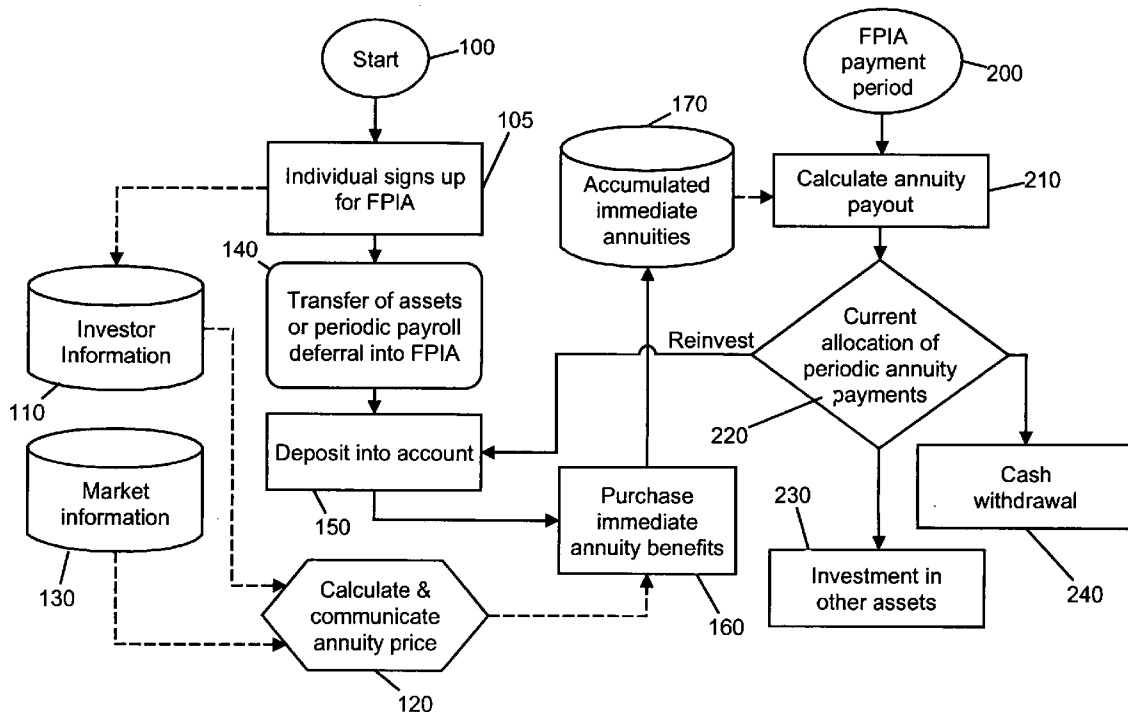 Start
100
FPIA
payment
period
200
105
Individual signs up
for FPIA
170
Accumulated
immediate
annuities
Calculate annuity
payout
210
140
Transfer of assets
or periodic payroll
deferral into FPIA
Investor
Information
110
Reinvest
Current
allocation of
periodic annuity
payments
220
Deposit into account
150
Market
information
130
Purchase
immediate
annuity benefits
160
Cash
withdrawal
240
230
Investment in
other assets
Calculate &
communicate
annuity price
120